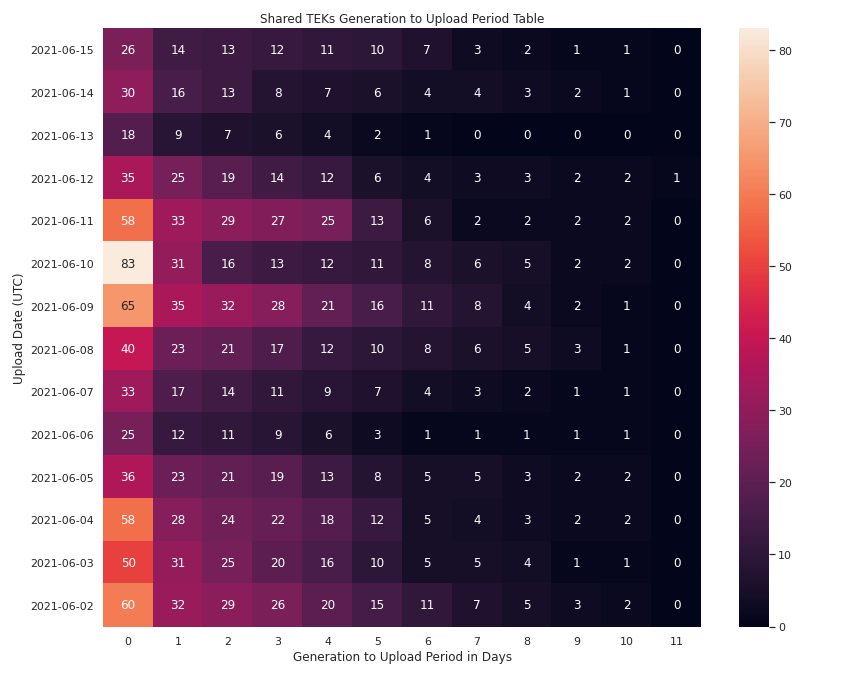 Shared TEKs Generation to Upload Period Table
Upload Date (UTC)
2021-06-15 26 14 13 12 11 10 7 3 2 1 1 0
2021-06-14 30 16 13 8 7 6 4 4 3 2 1 0
2021-06-13 18 9 7 6 4 2 1 0 0 0 0 0
2021-06-12 35 25 19 14 12 6 4 3 3 2 2 1
2021-06-11 58 33 29 27 25 13 6 2 2 2 2 0
2021-06-10 83 31 16 13 12 11 8 6 5 2 2 0
2021-06-09 65 35 32 28 21 16 11 8 4 2 1 0
2021-06-08 40 23 21 17 12 10 8 6 5 3 1 0
2021-06-07 33 17 14 11 9 7 4 3 2 1 1 0
2021-06-06 25 12 11 9 6 3 1 1 1 1 1 0
2021-06-05 36 23 21 19 13 8 5 5 3 2 2 0
2021-06-04 58 28 24 22 18 12 5 4 3 2 2 0
2021-06-03 50 31 25 20 16 10 5 5 4 1 1 0
2021-06-02 60 32 29 26 20 15 11 7 5 3 2 0
0 1 2 3 4 5 6 7 8 9 10 11
Generation to Upload Period in Days
80
70
60
50
40
30
20
10
0